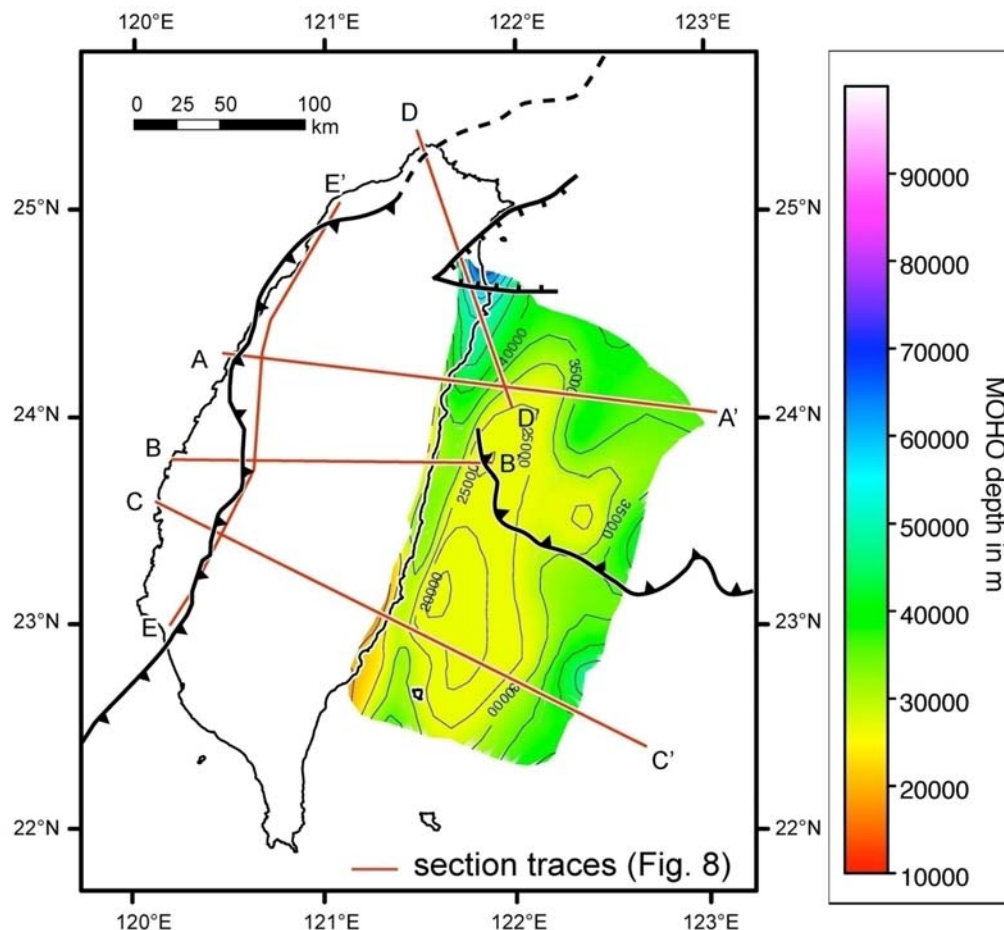 120°E 121°E 122°E 123°E
0 25 50 100
km
D
E'
25°N 25°N
90000
80000
70000
A
40000
35000
24°N 24°N
A'
D'
60000
B
B'
25000
25000
C
35000
50000
MOHO depth in m
20000
40000
23°N 23°N
E
30000
30000
C'
20000
22°N 22°N
section traces (Fig. 8)
10000
120°E 121°E 122°E 123°E